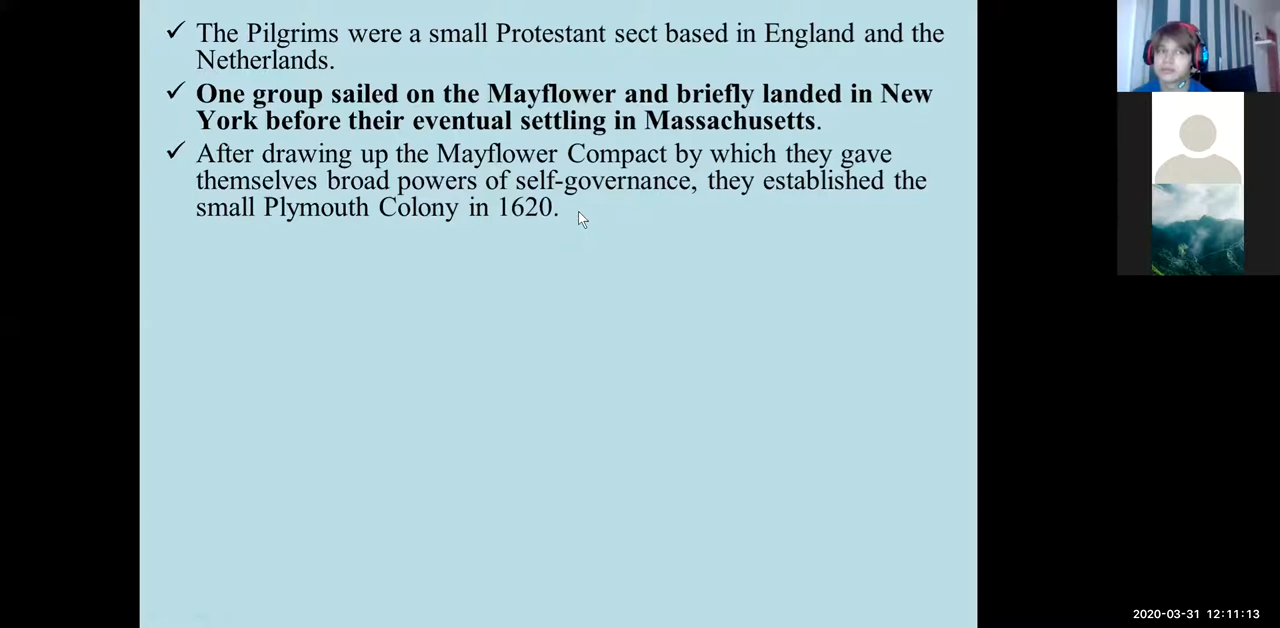 ✓ The Pilgrims were a small Protestant sect based in England and the
Netherlands.
✓ One group sailed on the Mayflower and briefly landed in New
York before their eventual settling in Massachusetts.
✓ After drawing up the Mayflower Compact by which they gave
themselves broad powers of self-governance, they established the
small Plymouth Colony in 1620.
2020-03-31 12:11:13